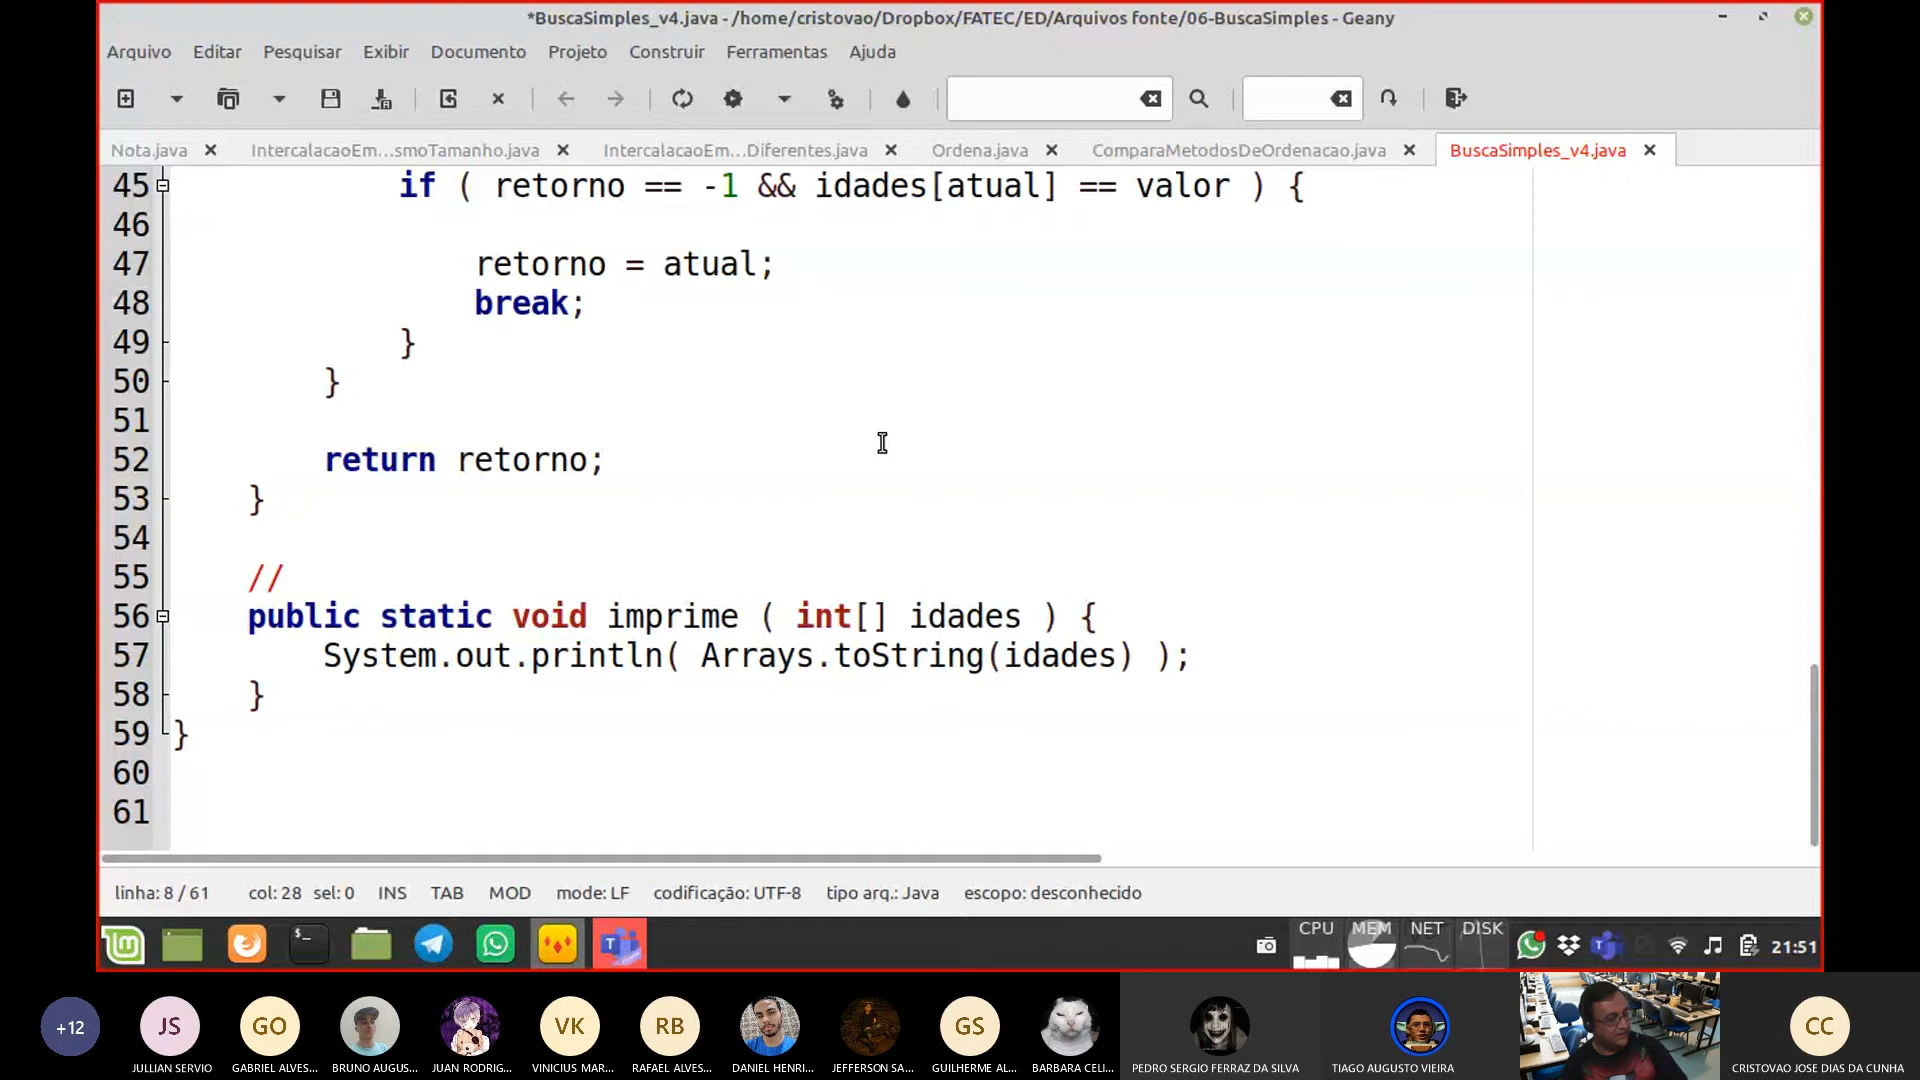 *BuscaSimples_v4.java - /home/cristovao/Dropbox/FATEC/ED/Arquivos fonte/06-BuscaSimples - Geany
Arquivo Editar Pesquisar Exibir Documento Projeto Construir Ferramentas Ajuda
Nota.java IntercalacaoEm...smoTamanho.java IntercalacaoEm...Diferentes.java Ordena.java ComparaMetodosDeOrdenacao.java BuscaSimples_v4.java
45 if ( retorno == -1 && idades[atual] == valor ) {
46
47 retorno = atual;
48 break;
49 }
50 }
51
52 return retorno;
53 }
54
55 //
56 public static void imprime ( int[] idades ) {
57 System.out.println( Arrays.toString(idades) );
58 }
59 }
60
61
linha: 8 / 61 col: 28 sel: 0 INS TAB MOD mode: LF codificação: UTF-8 tipo arq.: Java escopo: desconhecido
$_ T CPU MEM NET DISK 21:51
+12 JS GO VK RB GS CC
JULLIAN SERVIO GABRIEL ALVES... BRUNO AUGUS... JUAN RODRIG... VINICIUS MAR... RAFAEL ALVES... DANIEL HENRI... JEFFERSON SA... GUILHERME AL... BARBARA CELI... PEDRO SERGIO FERRAZ DA SILVA TIAGO AUGUSTO VIEIRA CRISTOVAO JOSE DIAS DA CUNHA